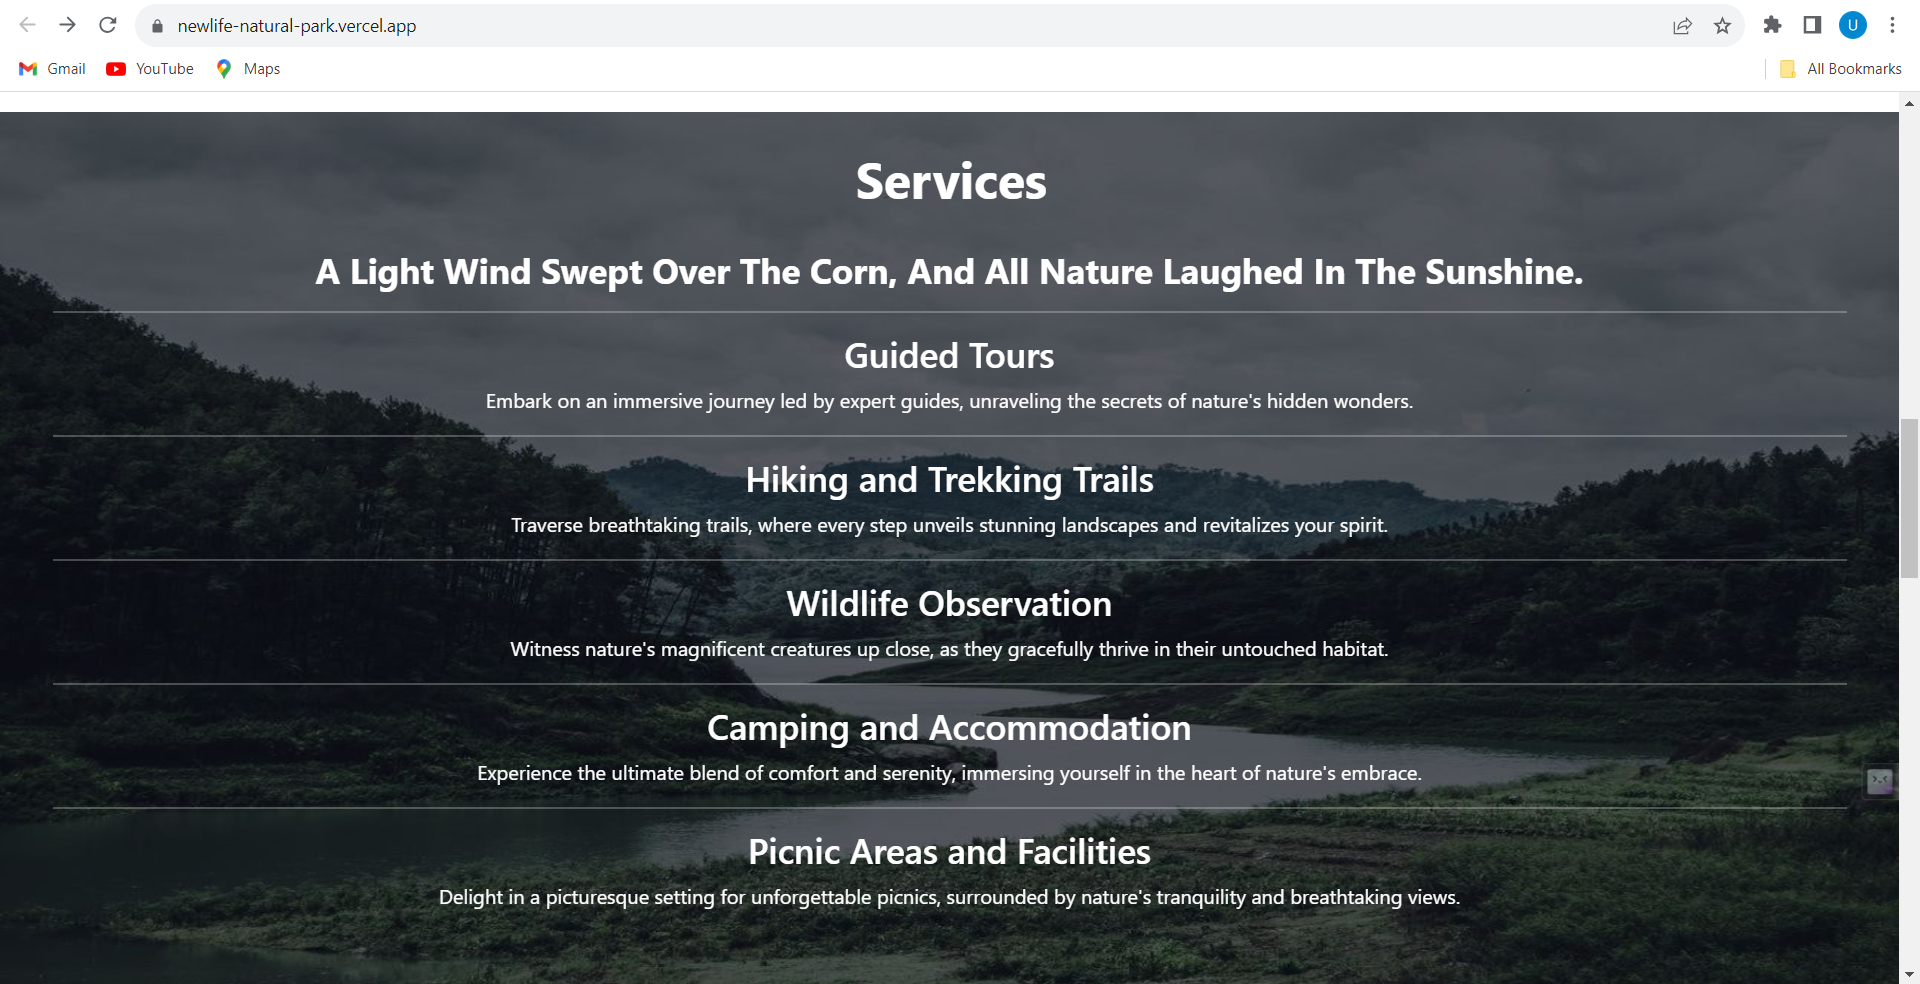 newlife-natural-park.vercel.app
U
Gmail YouTube Maps All Bookmarks
Services
A Light Wind Swept Over The Corn, And All Nature Laughed In The Sunshine.
Guided Tours
Embark on an immersive journey led by expert guides, unraveling the secrets of nature's hidden wonders.
Hiking and Trekking Trails
Traverse breathtaking trails, where every step unveils stunning landscapes and revitalizes your spirit.
Wildlife Observation
Witness nature's magnificent creatures up close, as they gracefully thrive in their untouched habitat.
Camping and Accommodation
Experience the ultimate blend of comfort and serenity, immersing yourself in the heart of nature's embrace.
Picnic Areas and Facilities
Delight in a picturesque setting for unforgettable picnics, surrounded by nature's tranquility and breathtaking views.